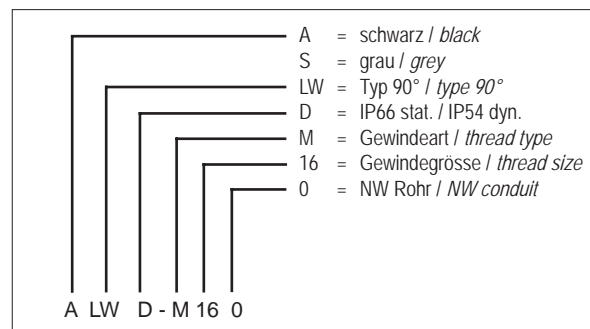 A = schwarz / black
S = grau / grey
LW = Typ 90° / type 90°
D = IP66 stat. / IP54 dyn.
M = Gewindeart / thread type
16 = Gewindegrösse / thread size
0 = NW Rohr / NW conduit
A LW D - M 16 0